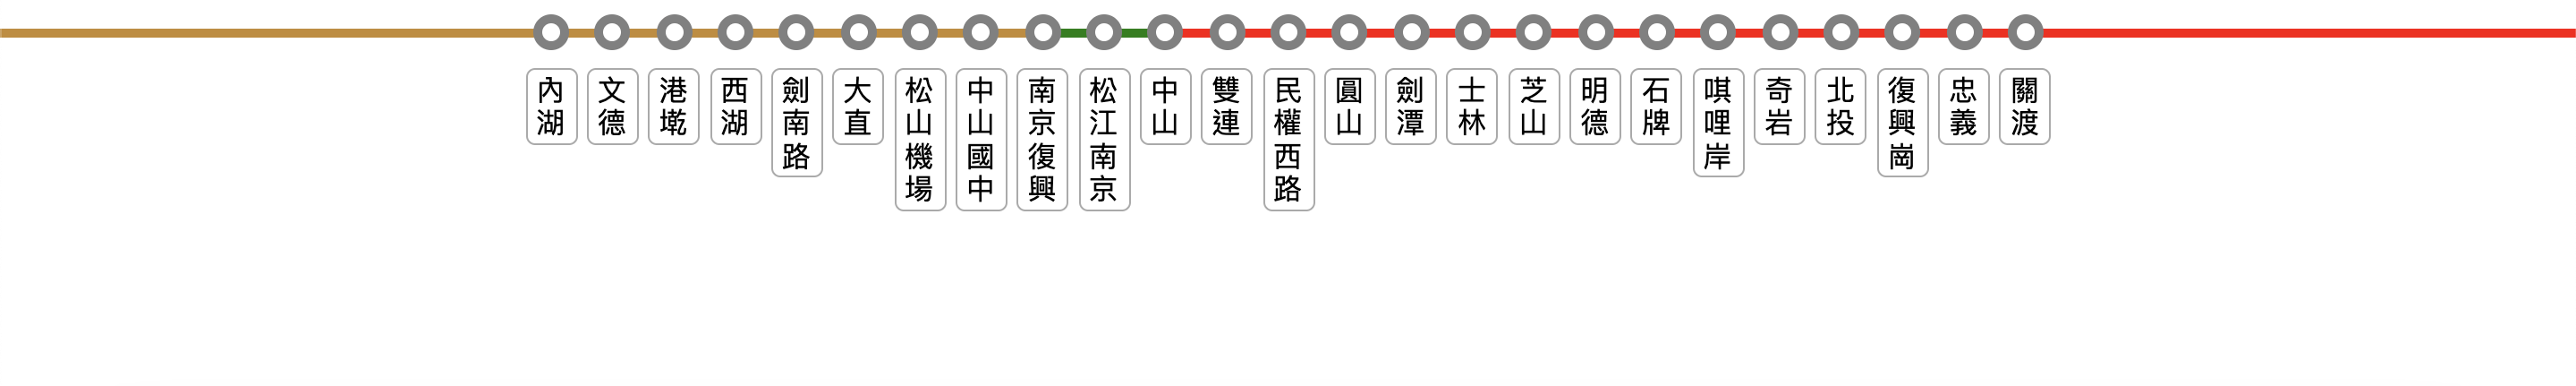 內湖
文德
港墘
西湖
劍南路
大直
松山機場
中山國中
南京復興
松江南京
中山
雙連
民權西路
圓山
劍潭
士林
芝山
明德
石牌
唭哩岸
奇岩
北投
復興崗
忠義
關渡